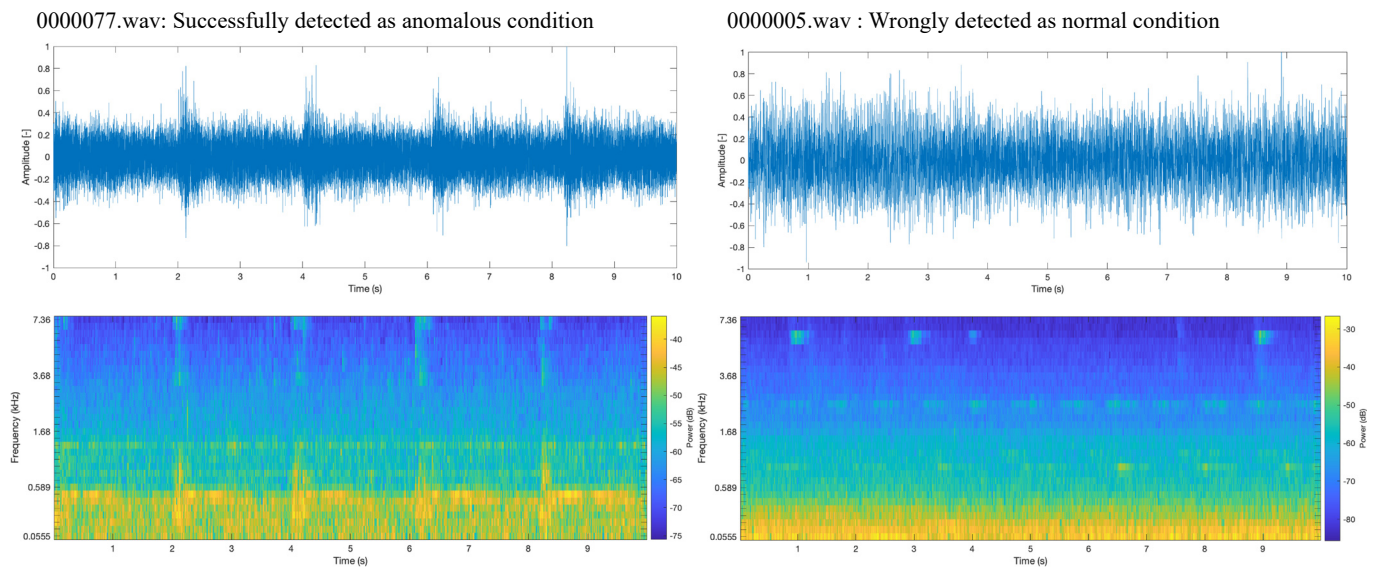 0000077.wav: Successfully detected as anomalous condition
0000005.wav : Wrongly detected as normal condition
1
0.8
0.6
0.4
0.2
0
-0.2
-0.4
-0.6
-0.8
-1
Amplitude [-]
0 1 2 3 4 5 6 7 8 9 10
Time (s)
1
0.8
0.6
0.4
0.2
0
-0.2
-0.4
-0.6
-0.8
-1
Amplitude [-]
0 1 2 3 4 5 6 7 8 9 10
Time (s)
7.36
3.68
1.68
0.589
0.0555
Frequency (kHz)
1 2 3 4 5 6 7 8 9
Time (s)
-40
-45
-50
-55
-60
-65
-70
-75
Power (dB)
7.36
3.68
1.68
0.589
0.0555
Frequency (kHz)
1 2 3 4 5 6 7 8 9
Time (s)
-30
-40
-50
-60
-70
-80
Power (dB)